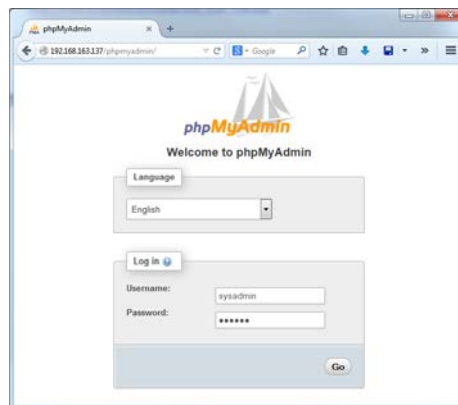 phpMyAdmin
192.168.163.137/phpmyadmin/
Google
phpMyAdmin
Welcome to phpMyAdmin
Language
English
Log in
Username:
sysadmin
Password:
••••••
Go